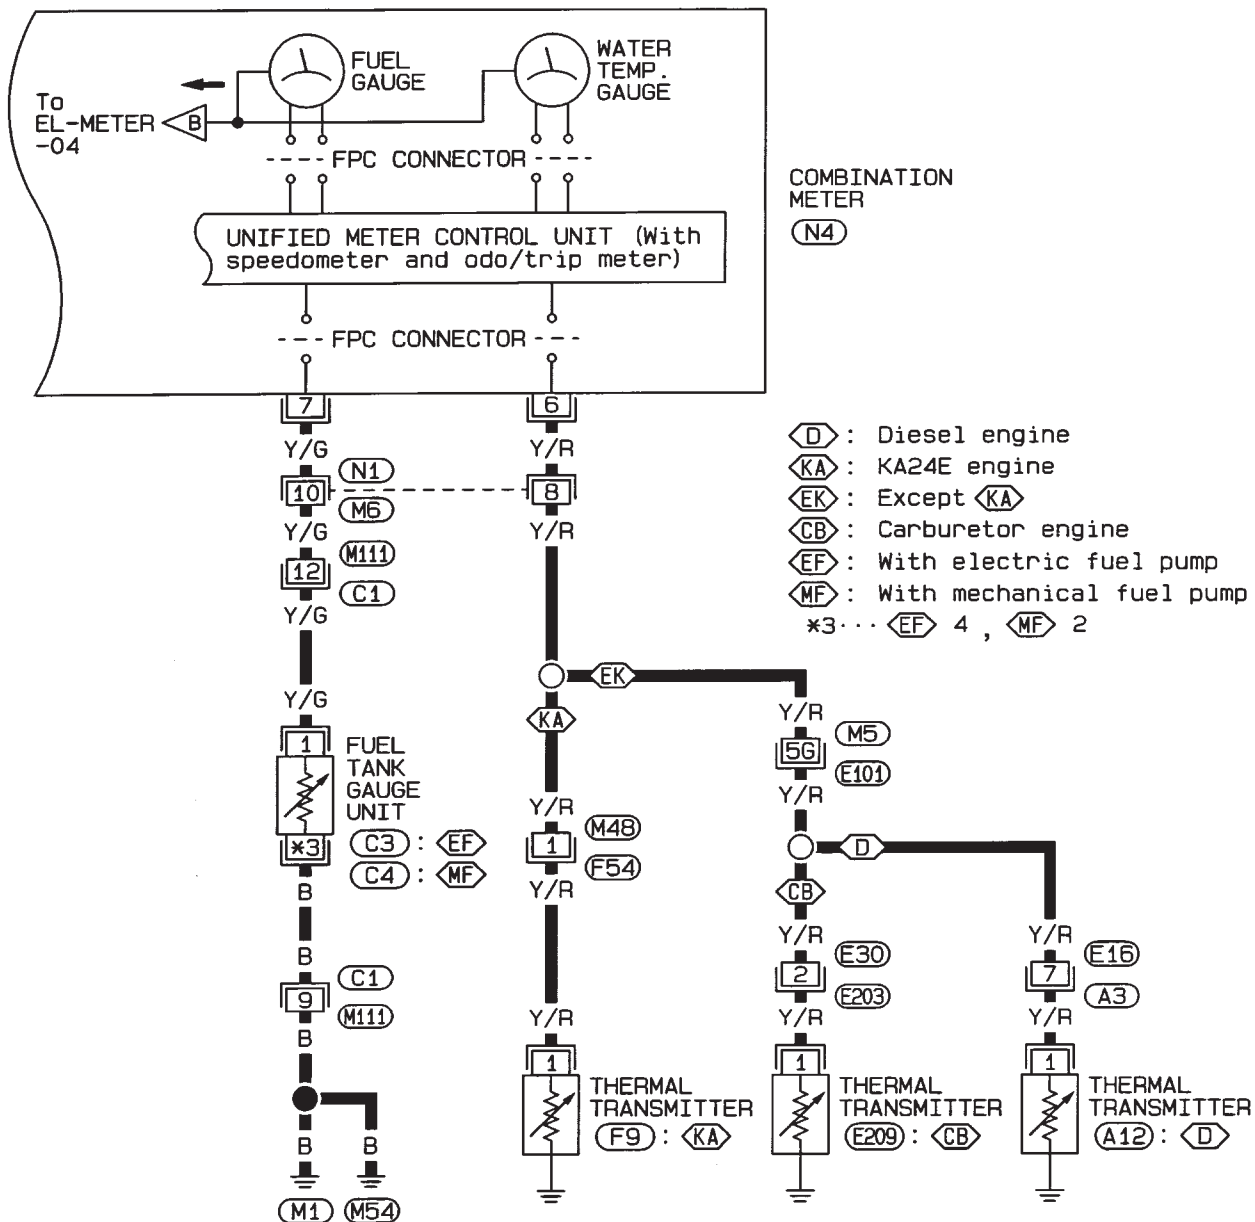 FUEL
GAUGE
WATER
TEMP.
GAUGE
To
EL-METER
-04
B
FPC CONNECTOR
COMBINATION
METER
N4
UNIFIED METER CONTROL UNIT (With
speedometer and odo/trip meter)
FPC CONNECTOR
7
6
Y/G
Y/R
N1
10
8
M6
Y/G
Y/R
M111
12
C1
Y/G
D : Diesel engine
KA : KA24E engine
EK : Except KA
CB : Carburetor engine
EF : With electric fuel pump
MF : With mechanical fuel pump
*3··· EF 4 , MF 2
EK
Y/G
KA
Y/R
M5
5G
E101
Y/R
1
FUEL
TANK
GAUGE
UNIT
*3
C3 : EF
C4 : MF
B
Y/R
M48
1
F54
Y/R
D
CB
B
C1
9
M111
B
Y/R
E30
2
E203
Y/R
Y/R
E16
7
A3
Y/R
Y/R
1
THERMAL
TRANSMITTER
F9 : KA
1
THERMAL
TRANSMITTER
E209 : CB
1
THERMAL
TRANSMITTER
A12 : D
B
B
M1
M54